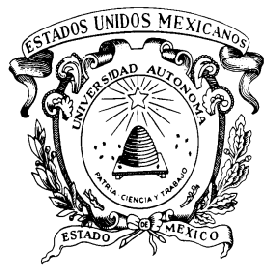 ESTADOS UNIDOS MEXICANOS
UNIVERSIDAD AUTONOMA
PATRIA CIENCIA Y TRABAJO
ESTADO DE MEXICO